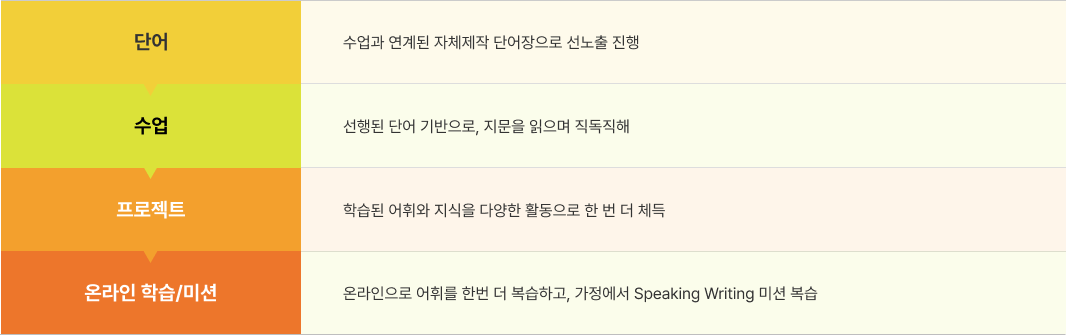 단어
수업과 연계된 자체제작 단어장으로 선노출 진행
수업
선행된 단어 기반으로, 지문을 읽으며 직독직해
프로젝트
학습된 어휘와 지식을 다양한 활동으로 한 번 더 체득
온라인 학습/미션
온라인으로 어휘를 한번 더 복습하고, 가정에서 Speaking Writing 미션 복습